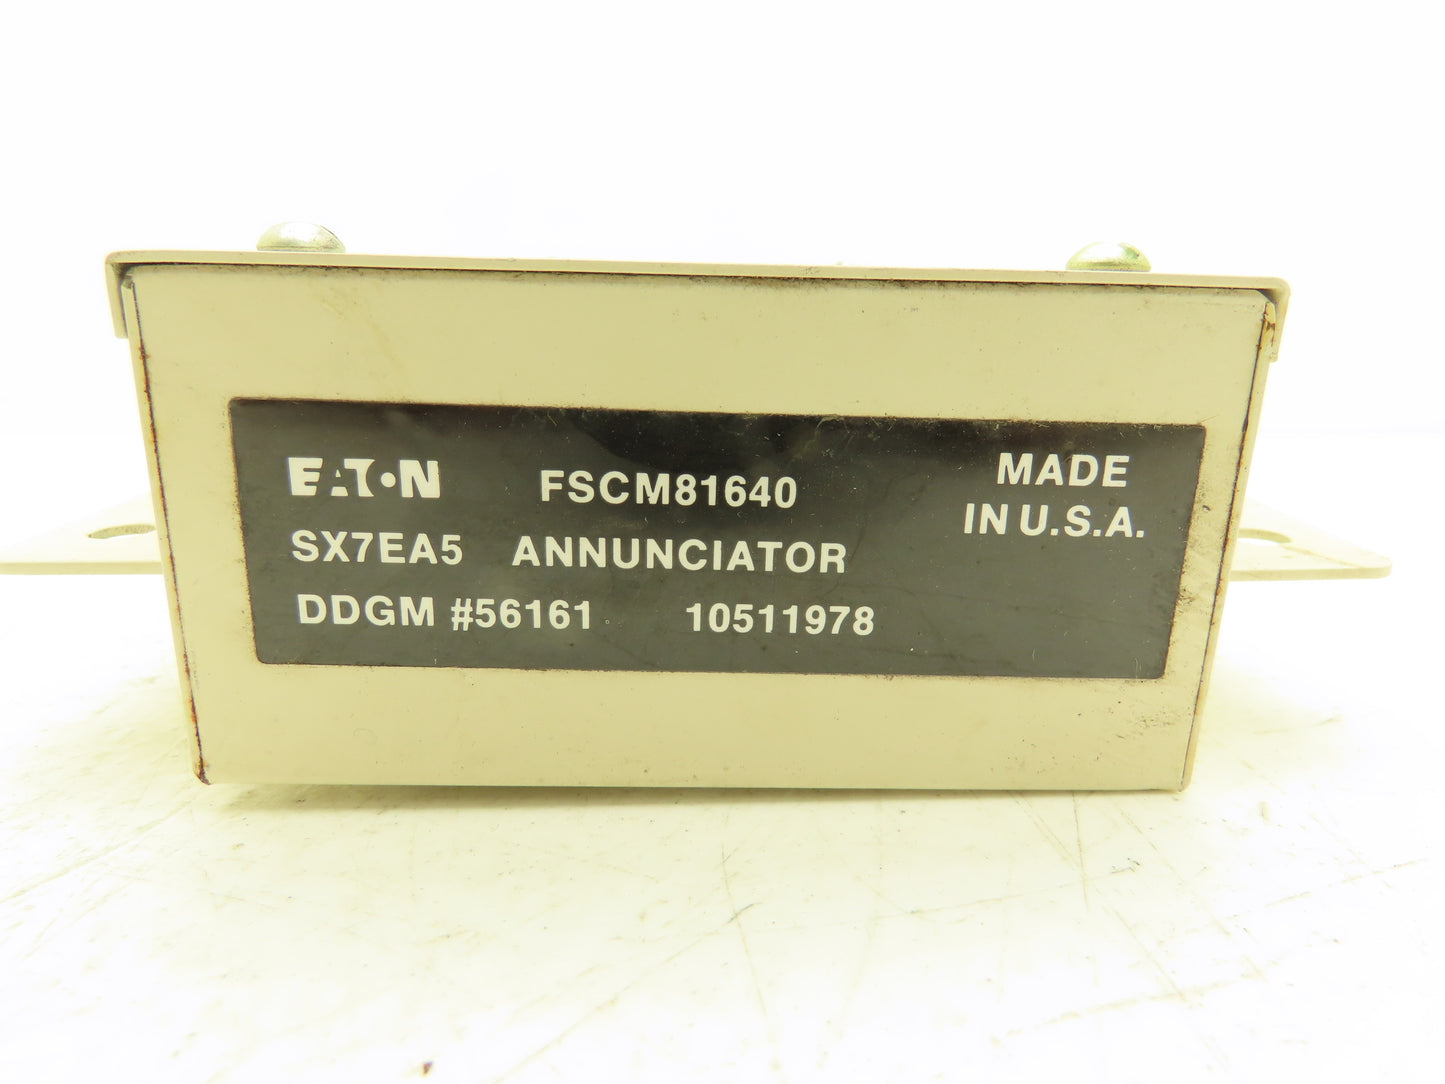 EATON FSCM81640 MADE
IN U.S.A.
SX7EA5 ANNUNCIATOR
DDGM #56161 10511978